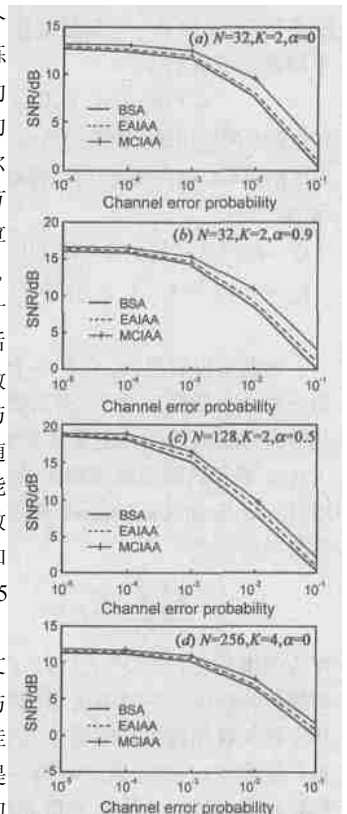 (a) N=32,K=2,α=0
SNR/dB
15
10
5
0
BSA
EAIAA
MCIAA
10⁻⁵ 10⁻⁴ 10⁻³ 10⁻² 10⁻¹
Channel error probability
(b) N=32,K=2,α=0.9
SNR/dB
20
15
10
5
0
BSA
EAIAA
MCIAA
10⁻⁵ 10⁻⁴ 10⁻³ 10⁻² 10⁻¹
Channel error probability
(c) N=128,K=2,α=0.5
SNR/dB
20
15
10
5
0
BSA
EAIAA
MCIAA
10⁻⁵ 10⁻⁴ 10⁻³ 10⁻² 10⁻¹
Channel error probability
5
(d) N=256,K=4,α=0
SNR/dB
15
10
5
0
-5
BSA
EAIAA
MCIAA
10⁻⁵ 10⁻⁴ 10⁻³ 10⁻² 10⁻¹
Channel error probability